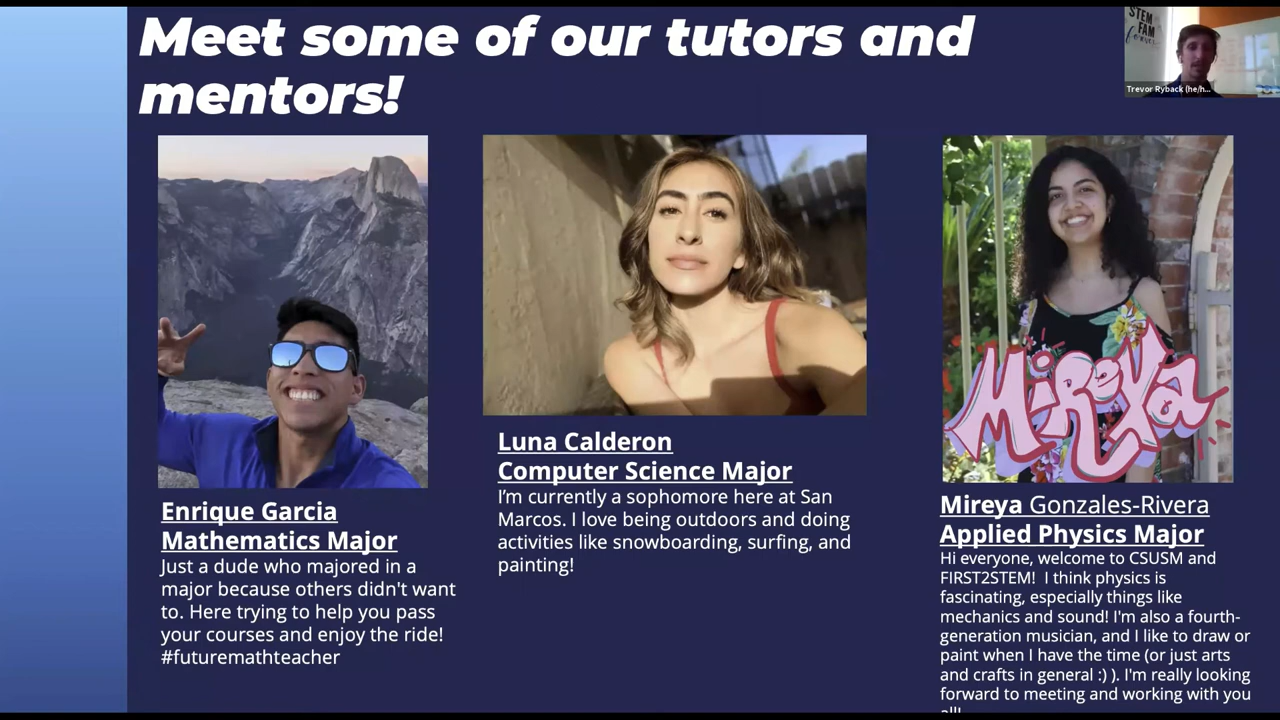 Meet some of our tutors and
mentors!
STEM
FAM
forever
Trevor Ryback (he/h...
Mireya
Enrique Garcia
Mathematics Major
Just a dude who majored in a
major because others didn't want
to. Here trying to help you pass
your courses and enjoy the ride!
#futuremathteacher
Luna Calderon
Computer Science Major
I'm currently a sophomore here at San
Marcos. I love being outdoors and doing
activities like snowboarding, surfing, and
painting!
Mireya Gonzales-Rivera
Applied Physics Major
Hi everyone, welcome to CSUSM and
FIRST2STEM!  I think physics is
fascinating, especially things like
mechanics and sound! I'm also a fourth-
generation musician, and I like to draw or
paint when I have the time (or just arts
and crafts in general :) ). I'm really looking
forward to meeting and working with you
all!